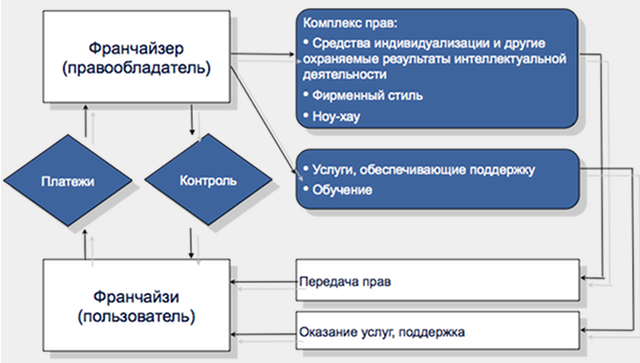 Франчайзер
(правообладатель)
Комплекс прав:
• Средства индивидуализации и другие
охраняемые результаты интеллектуальной
деятельности
• Фирменный стиль
• Ноу-хау
Платежи
Контроль
• Услуги, обеспечивающие поддержку
• Обучение
Франчайзи
(пользователь)
Передача прав
Оказание услуг, поддержка